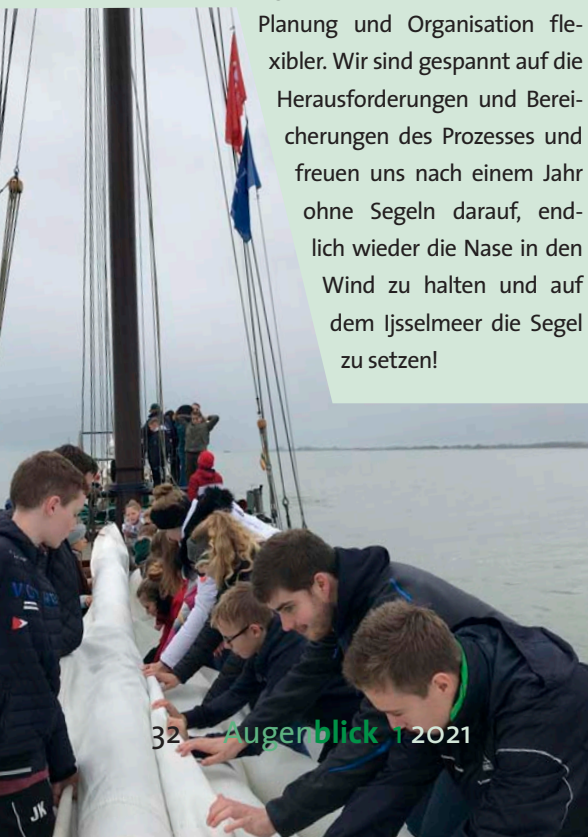 Planung und Organisation fle-
xibler. Wir sind gespannt auf die
Herausforderungen und Berei-
cherungen des Prozesses und
freuen uns nach einem Jahr
ohne Segeln darauf, end-
lich wieder die Nase in den
Wind zu halten und auf
dem Ijsselmeer die Segel
zu setzen!
JK
32 Augenblick 1 2021